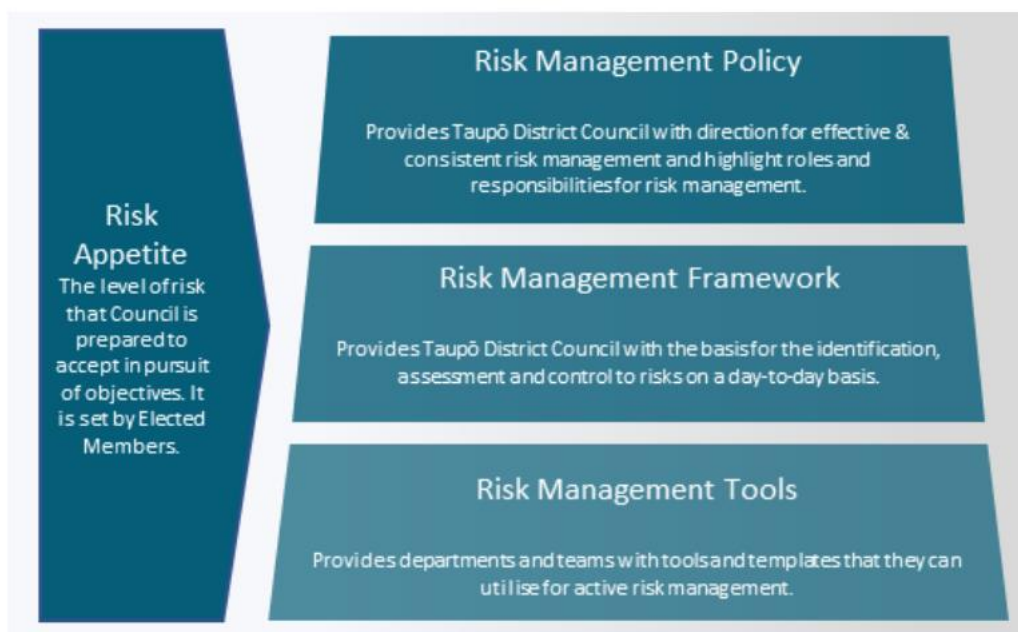 Risk
Appetite
The level of risk
that Council is
prepared to
accept in pursuit
of objectives. It
is set by Elected
Members.
Risk Management Policy
Provides Taupō District Council with direction for effective &
consistent risk management and highlight roles and
responsibilities for risk management.
Risk Management Framework
Provides Taupō District Council with the basis for the identification,
assessment and control to risks on a day-to-day basis.
Risk Management Tools
Provides departments and teams with tools and templates that they can
utilise for active risk management.